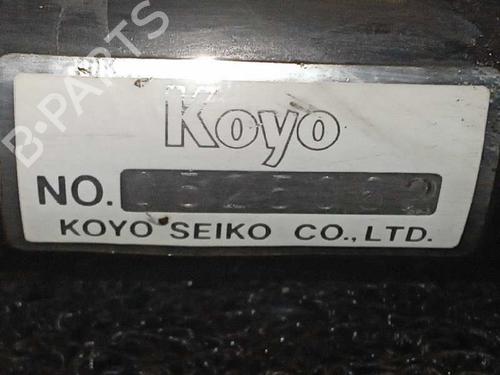 B-PARTS
Koyo
NO.
KOYO SEIKO CO., LTD.